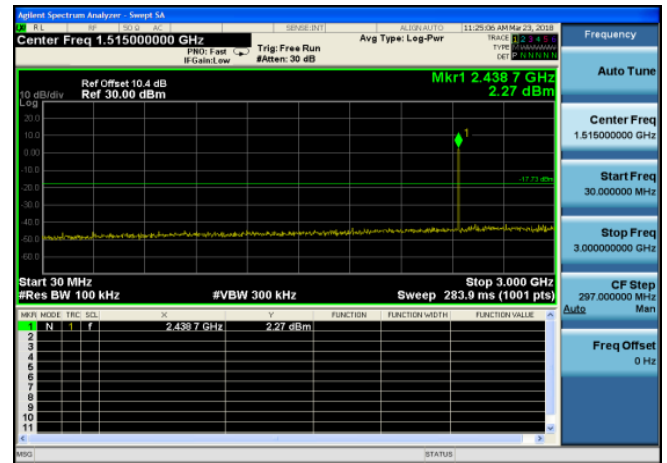 Agilent Spectrum Analyzer - Swept SA
RL RF 50 Ω AC SENSE:INT ALIGN AUTO 11:25:06 AM Mar 23, 2018
Center Freq 1.515000000 GHz
PNO: Fast
IFGain:Low
Trig: Free Run
#Atten: 30 dB
Avg Type: Log-Pwr
TRACE 1 2 3 4 5 6
TYPE M
DET P N N N N N
Ref Offset 10.4 dB
10 dB/div Ref 30.00 dBm
Log
Mkr1 2.438 7 GHz
2.27 dBm
20.0
10.0
0.00
-10.0
-20.0
-30.0
-40.0
-50.0
-60.0
1
-17.73 dBm
Start 30 MHz Stop 3.000 GHz
#Res BW 100 kHz #VBW 300 kHz Sweep 283.9 ms (1001 pts)
MKR MODE TRC SCL X Y FUNCTION FUNCTION WIDTH FUNCTION VALUE
1 N 1 f 2.438 7 GHz 2.27 dBm
2
3
4
5
6
7
8
9
10
11
MSG STATUS
Frequency
Auto Tune
Center Freq
1.515000000 GHz
Start Freq
30.000000 MHz
Stop Freq
3.000000000 GHz
CF Step
297.000000 MHz
Auto Man
Freq Offset
0 Hz